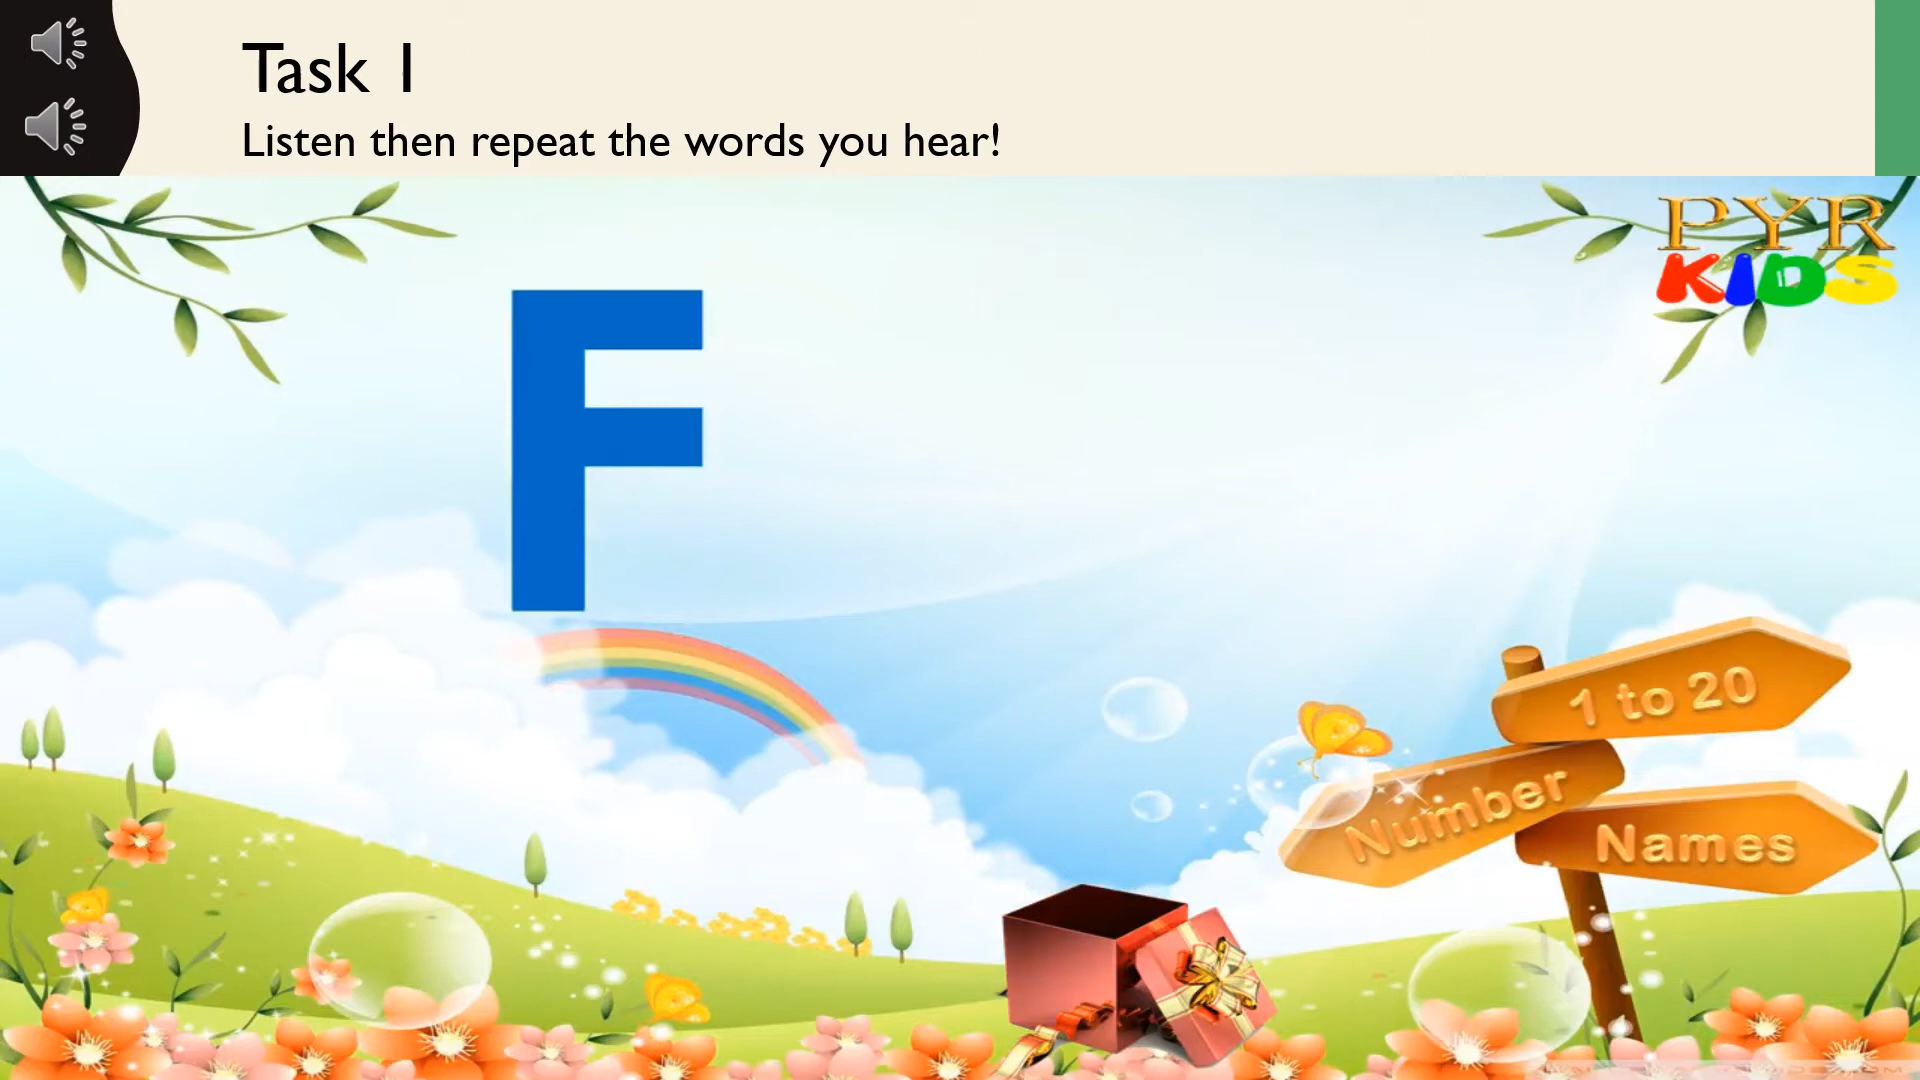 Task 1
Listen then repeat the words you hear!
PYR
KIDS
F
1 to 20
Number
Names